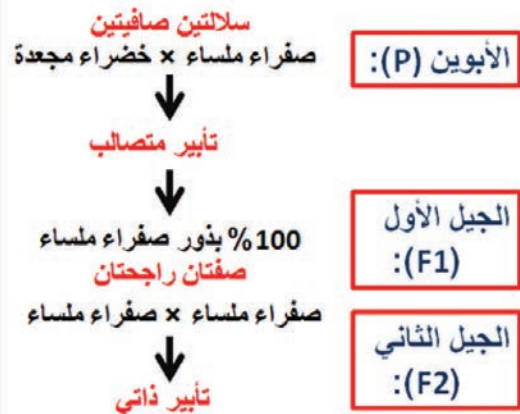 سلالتين صافيتين
الأبوين (P):
صفراء ملساء × خضراء مجعدة
تأبير متصالب
الجيل الأول
(F1):
100% بذور صفراء ملساء
صفتان راجحتان
صفراء ملساء × صفراء ملساء
الجيل الثاني
(F2):
تأبير ذاتي